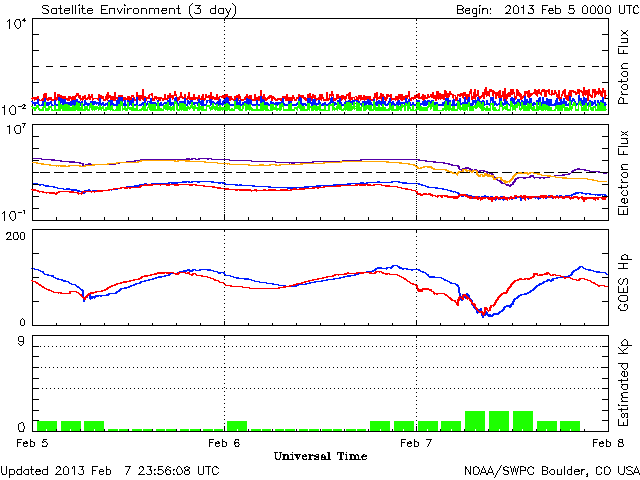 Satellite Environment (3 day) Begin: 2013 Feb 5 0000 UTC
10^4
Proton Flux
10^-2
10^7
Electron Flux
10^-1
200
GOES Hp
0
9
Estimated Kp
0
Feb 5 Feb 6 Feb 7 Feb 8
Universal Time
Updated 2013 Feb 7 23:56:08 UTC NOAA/SWPC Boulder, CO USA